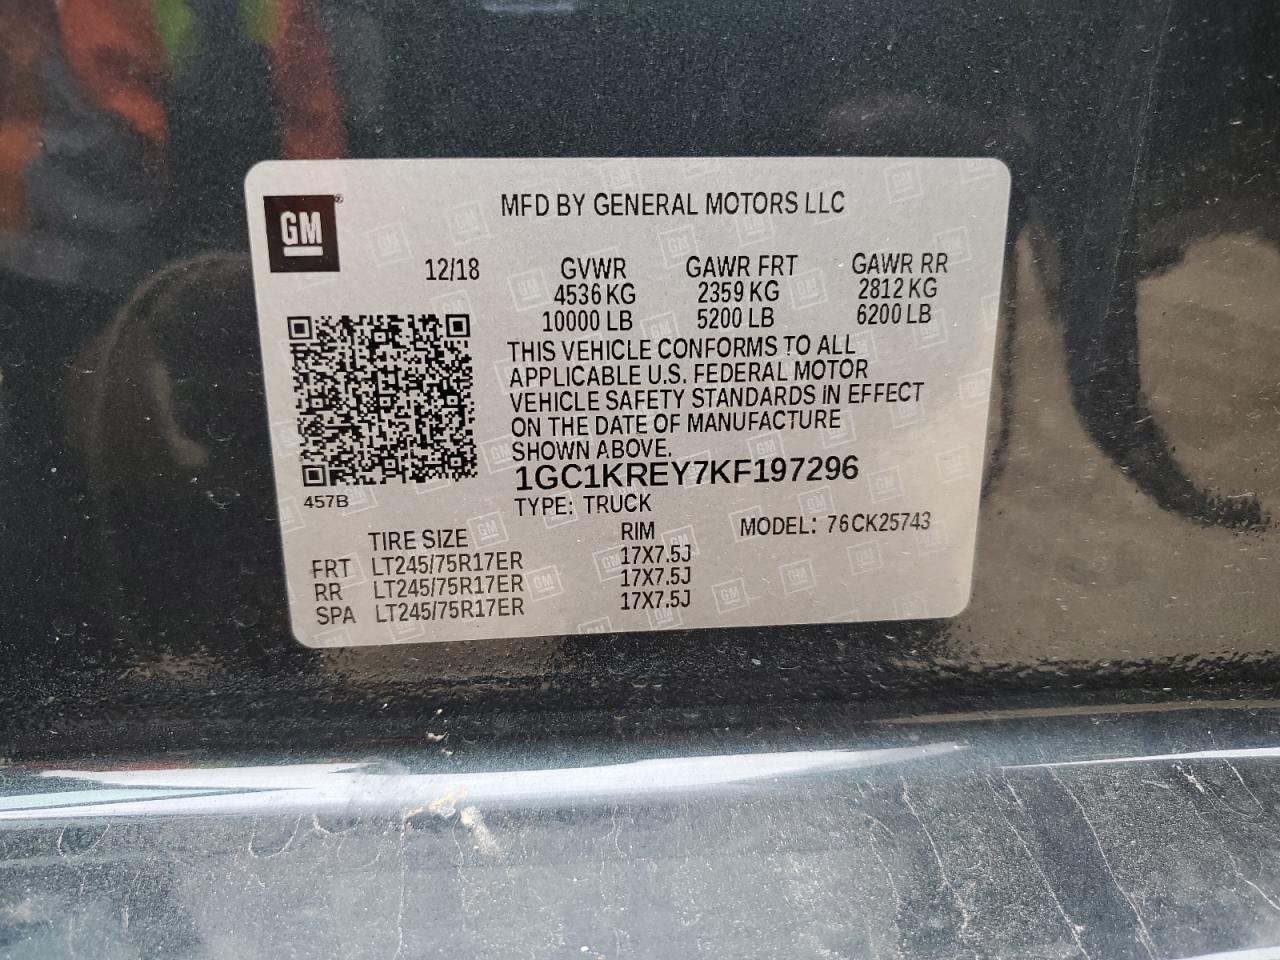 GM®
MFD BY GENERAL MOTORS LLC
12/18 GVWR GAWR FRT GAWR RR
4536 KG 2359 KG 2812 KG
10000 LB 5200 LB 6200 LB
THIS VEHICLE CONFORMS TO ALL
APPLICABLE U.S. FEDERAL MOTOR
VEHICLE SAFETY STANDARDS IN EFFECT
ON THE DATE OF MANUFACTURE
SHOWN ABOVE.
1GC1KREY7KF197296
457B
TYPE: TRUCK
TIRE SIZE RIM MODEL: 76CK25743
FRT LT245/75R17ER 17X7.5J
RR LT245/75R17ER 17X7.5J
SPA LT245/75R17ER 17X7.5J